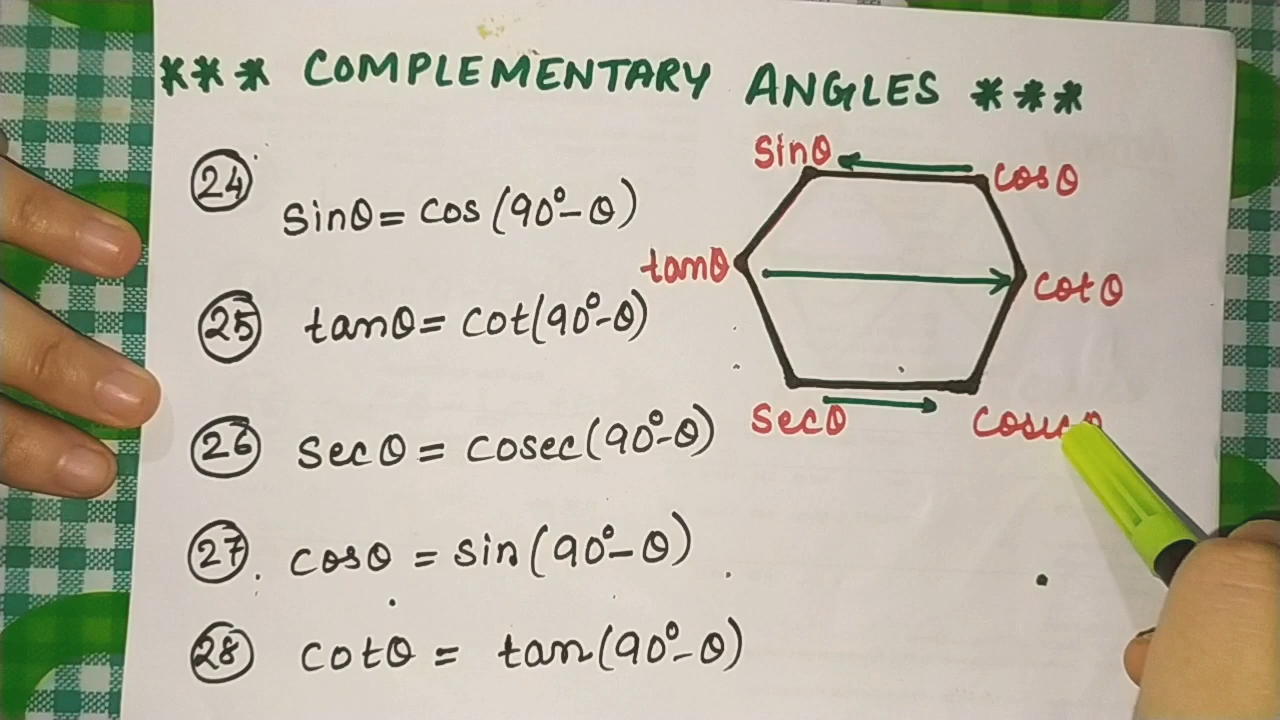 *** COMPLEMENTARY ANGLES ***
24 sinθ = cos (90°-θ)
25 tanθ = cot(90°-θ)
26 secθ = cosec(90°-θ)
27. cosθ = sin(90°-θ)
28 cotθ = tan(90°-θ)
sinθ
cosθ
tanθ
cotθ
secθ